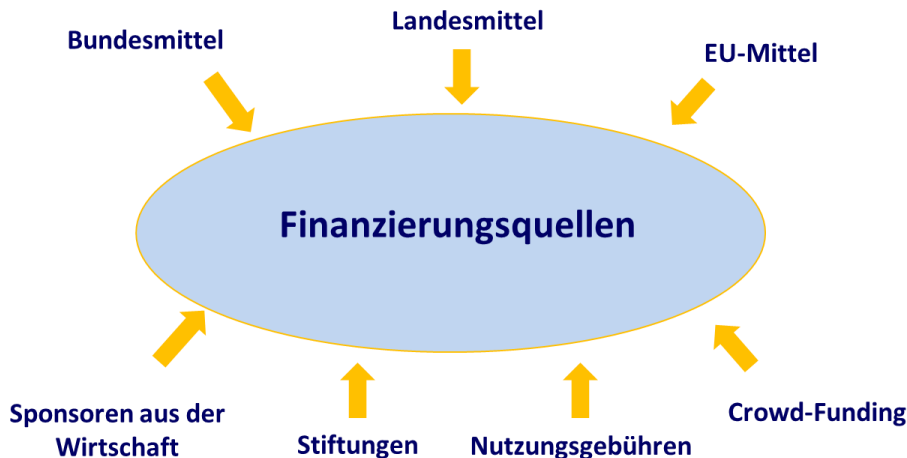 Landesmittel
Bundesmittel
EU-Mittel
Finanzierungsquellen
Sponsoren aus der
Wirtschaft
Stiftungen
Nutzungsgebühren
Crowd-Funding